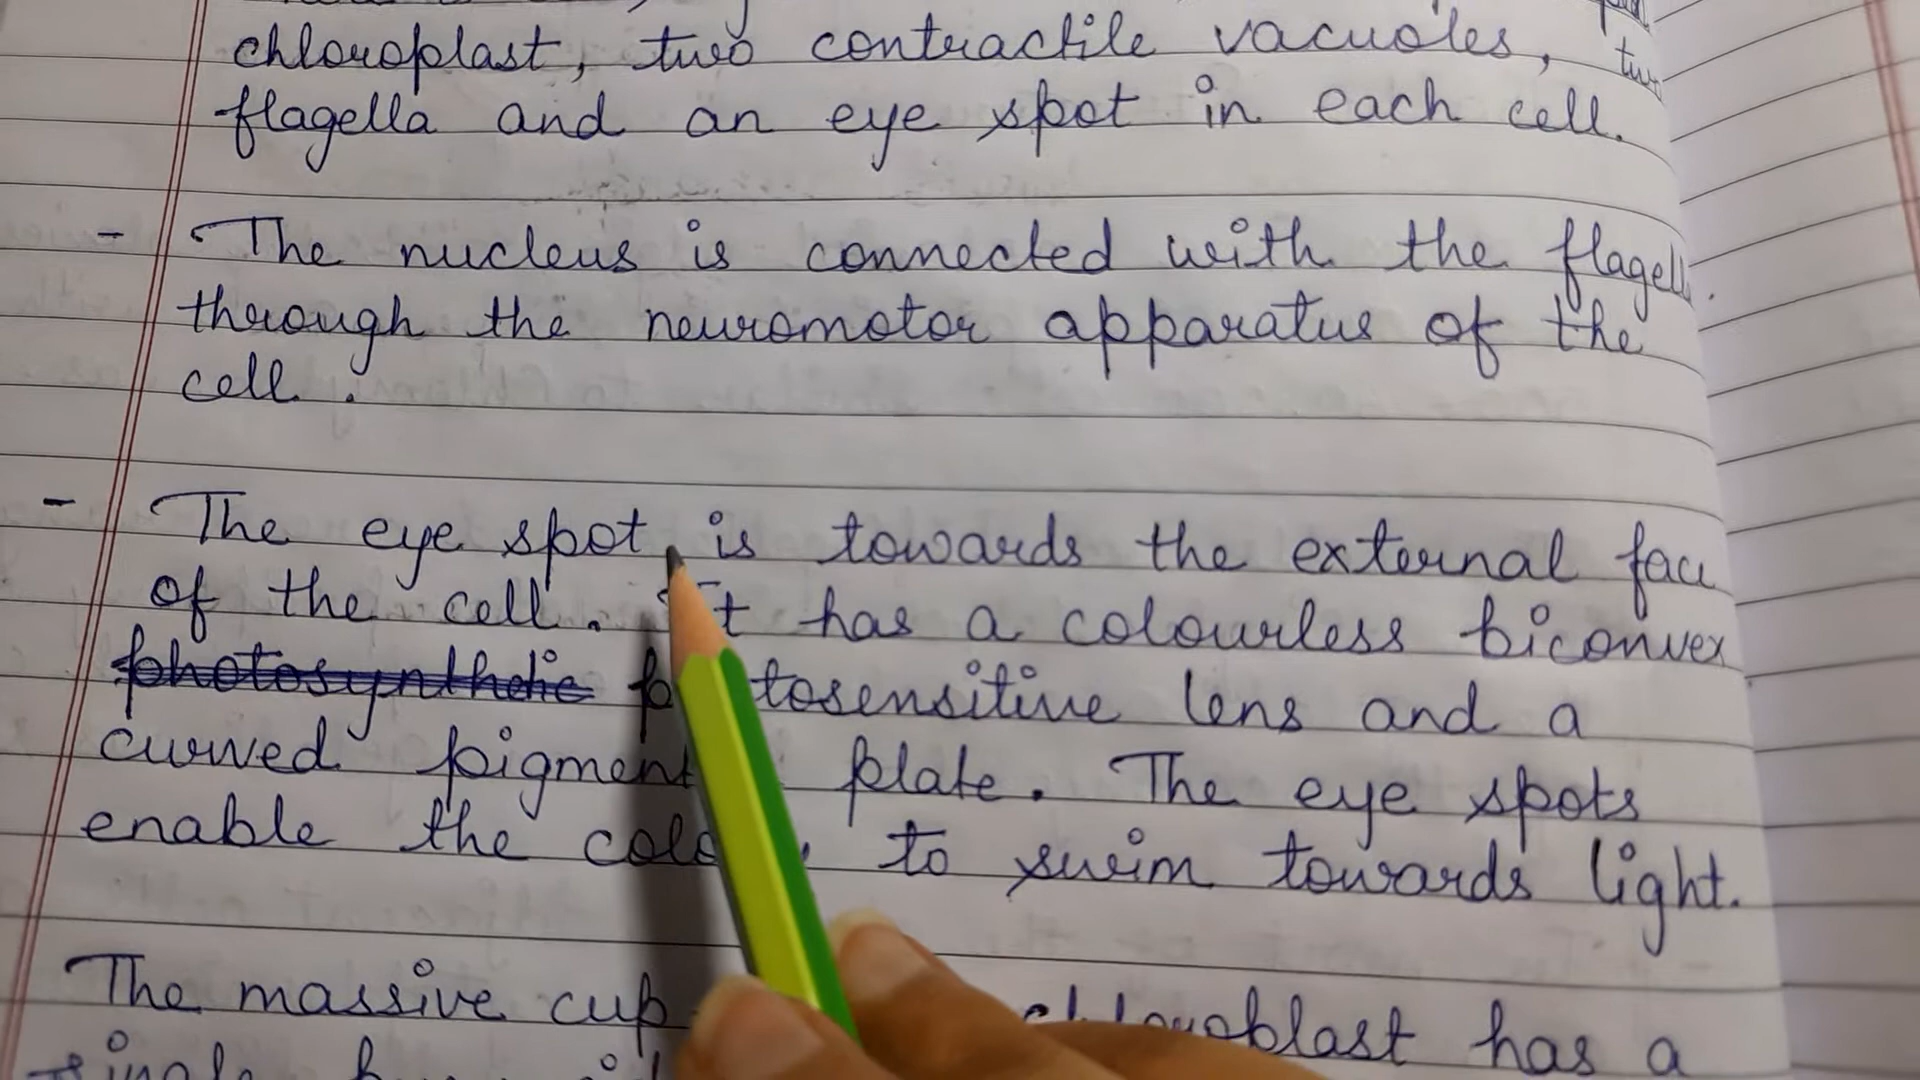 chloroplast, two contractile vacuoles, two
flagella and an eye spot in each cell.
- The nucleus is connected with the flagell
through the neuromotor apparatus of the
cell.
- The eye spot is towards the external face
of the cell. It has a colourless biconvex
photosynthetic tosensitive lens and a
curved pigment plate. The eye spots
enable the to swim towards light.
The massive cup has a